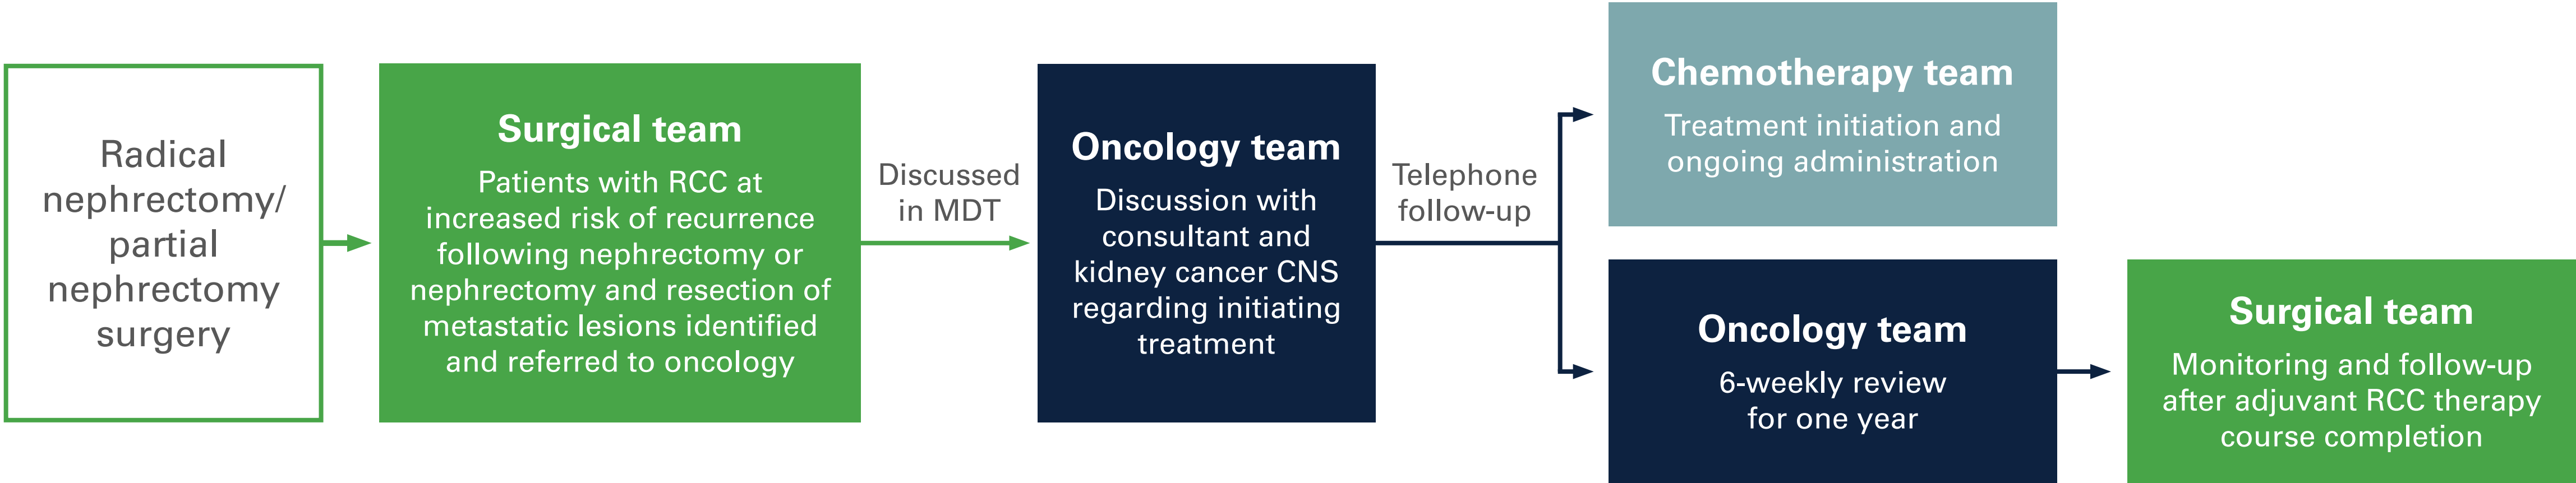 Radical
nephrectomy/
partial
nephrectomy
surgery
Surgical team
Patients with RCC at
increased risk of recurrence
following nephrectomy or
nephrectomy and resection of
metastatic lesions identified
and referred to oncology
Discussed
in MDT
Oncology team
Discussion with
consultant and
kidney cancer CNS
regarding initiating
treatment
Telephone
follow-up
Chemotherapy team
Treatment initiation and
ongoing administration
Oncology team
6-weekly review
for one year
Surgical team
Monitoring and follow-up
after adjuvant RCC therapy
course completion